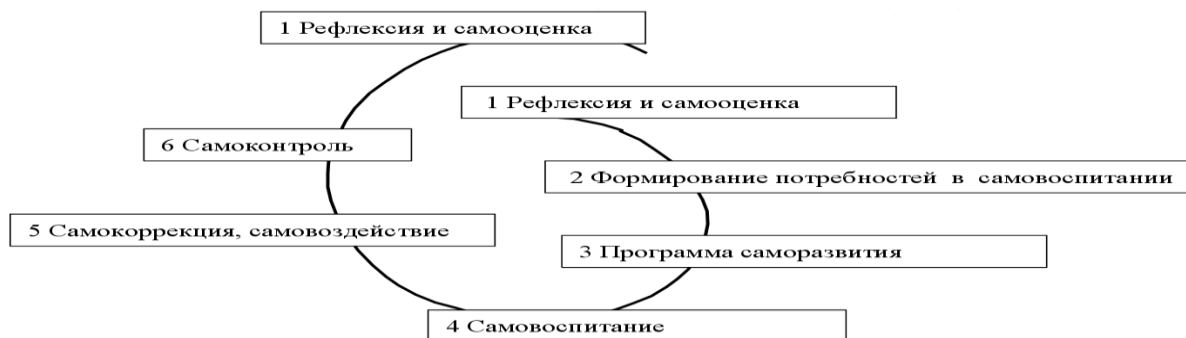 1 Рефлексия и самооценка
1 Рефлексия и самооценка
6 Самоконтроль
2 Формирование потребностей в самовоспитании
5 Самокоррекция, самовоздействие
3 Программа саморазвития
4 Самовоспитание